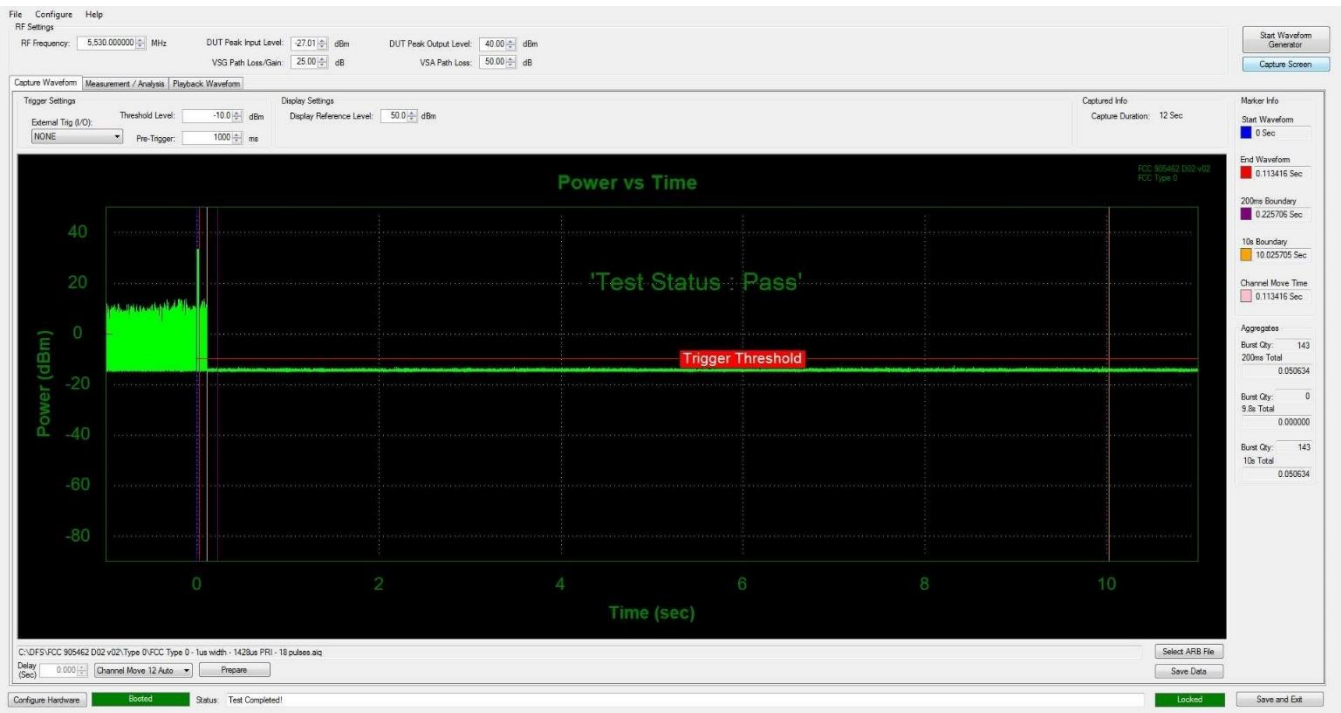 File Configure Help
RF Settings
RF Frequency: 5,530.000000 MHz DUT Peak Input Level: -27.01 dBm DUT Peak Output Level: 40.00 dBm
VSG Path Loss/Gain: 25.00 dB VSA Path Loss: 50.00 dB
Start Waveform
Generator
Capture Screen
Capture Waveform Measurement / Analysis Playback Waveform
Trigger Settings
External Trig (I/O):
NONE
Threshold Level: -10.0 dBm
Pre-Trigger: 1000 ms
Display Settings
Display Reference Level: 50.0 dBm
Captured Info
Capture Duration: 12 Sec
Power vs Time
FCC 905462 D02 v02
FCC Type 0
'Test Status : Pass'
Trigger Threshold
Power (dBm)
40
20
0
-20
-40
-60
-80
0 2 4 6 8 10
Time (sec)
Marker Info
Start Waveform
0 Sec
End Waveform
0.113416 Sec
200ms Boundary
0.225706 Sec
10s Boundary
10.025705 Sec
Channel Move Time
0.113416 Sec
Aggregates
Burst Qty: 143
200ms Total
0.050634
Burst Qty: 0
9.8s Total
0.000000
Burst Qty: 143
10s Total
0.050634
C:\DFS\FCC 905462 D02 v02\Type 0\FCC Type 0 - 1us width - 1428us PRI - 18 pulses.aiq
Select ARB File
Delay
(Sec) 0.000 Channel Move 12 Auto Prepare
Save Data
Configure Hardware Booted Status: Test Completed! Locked Save and Exit